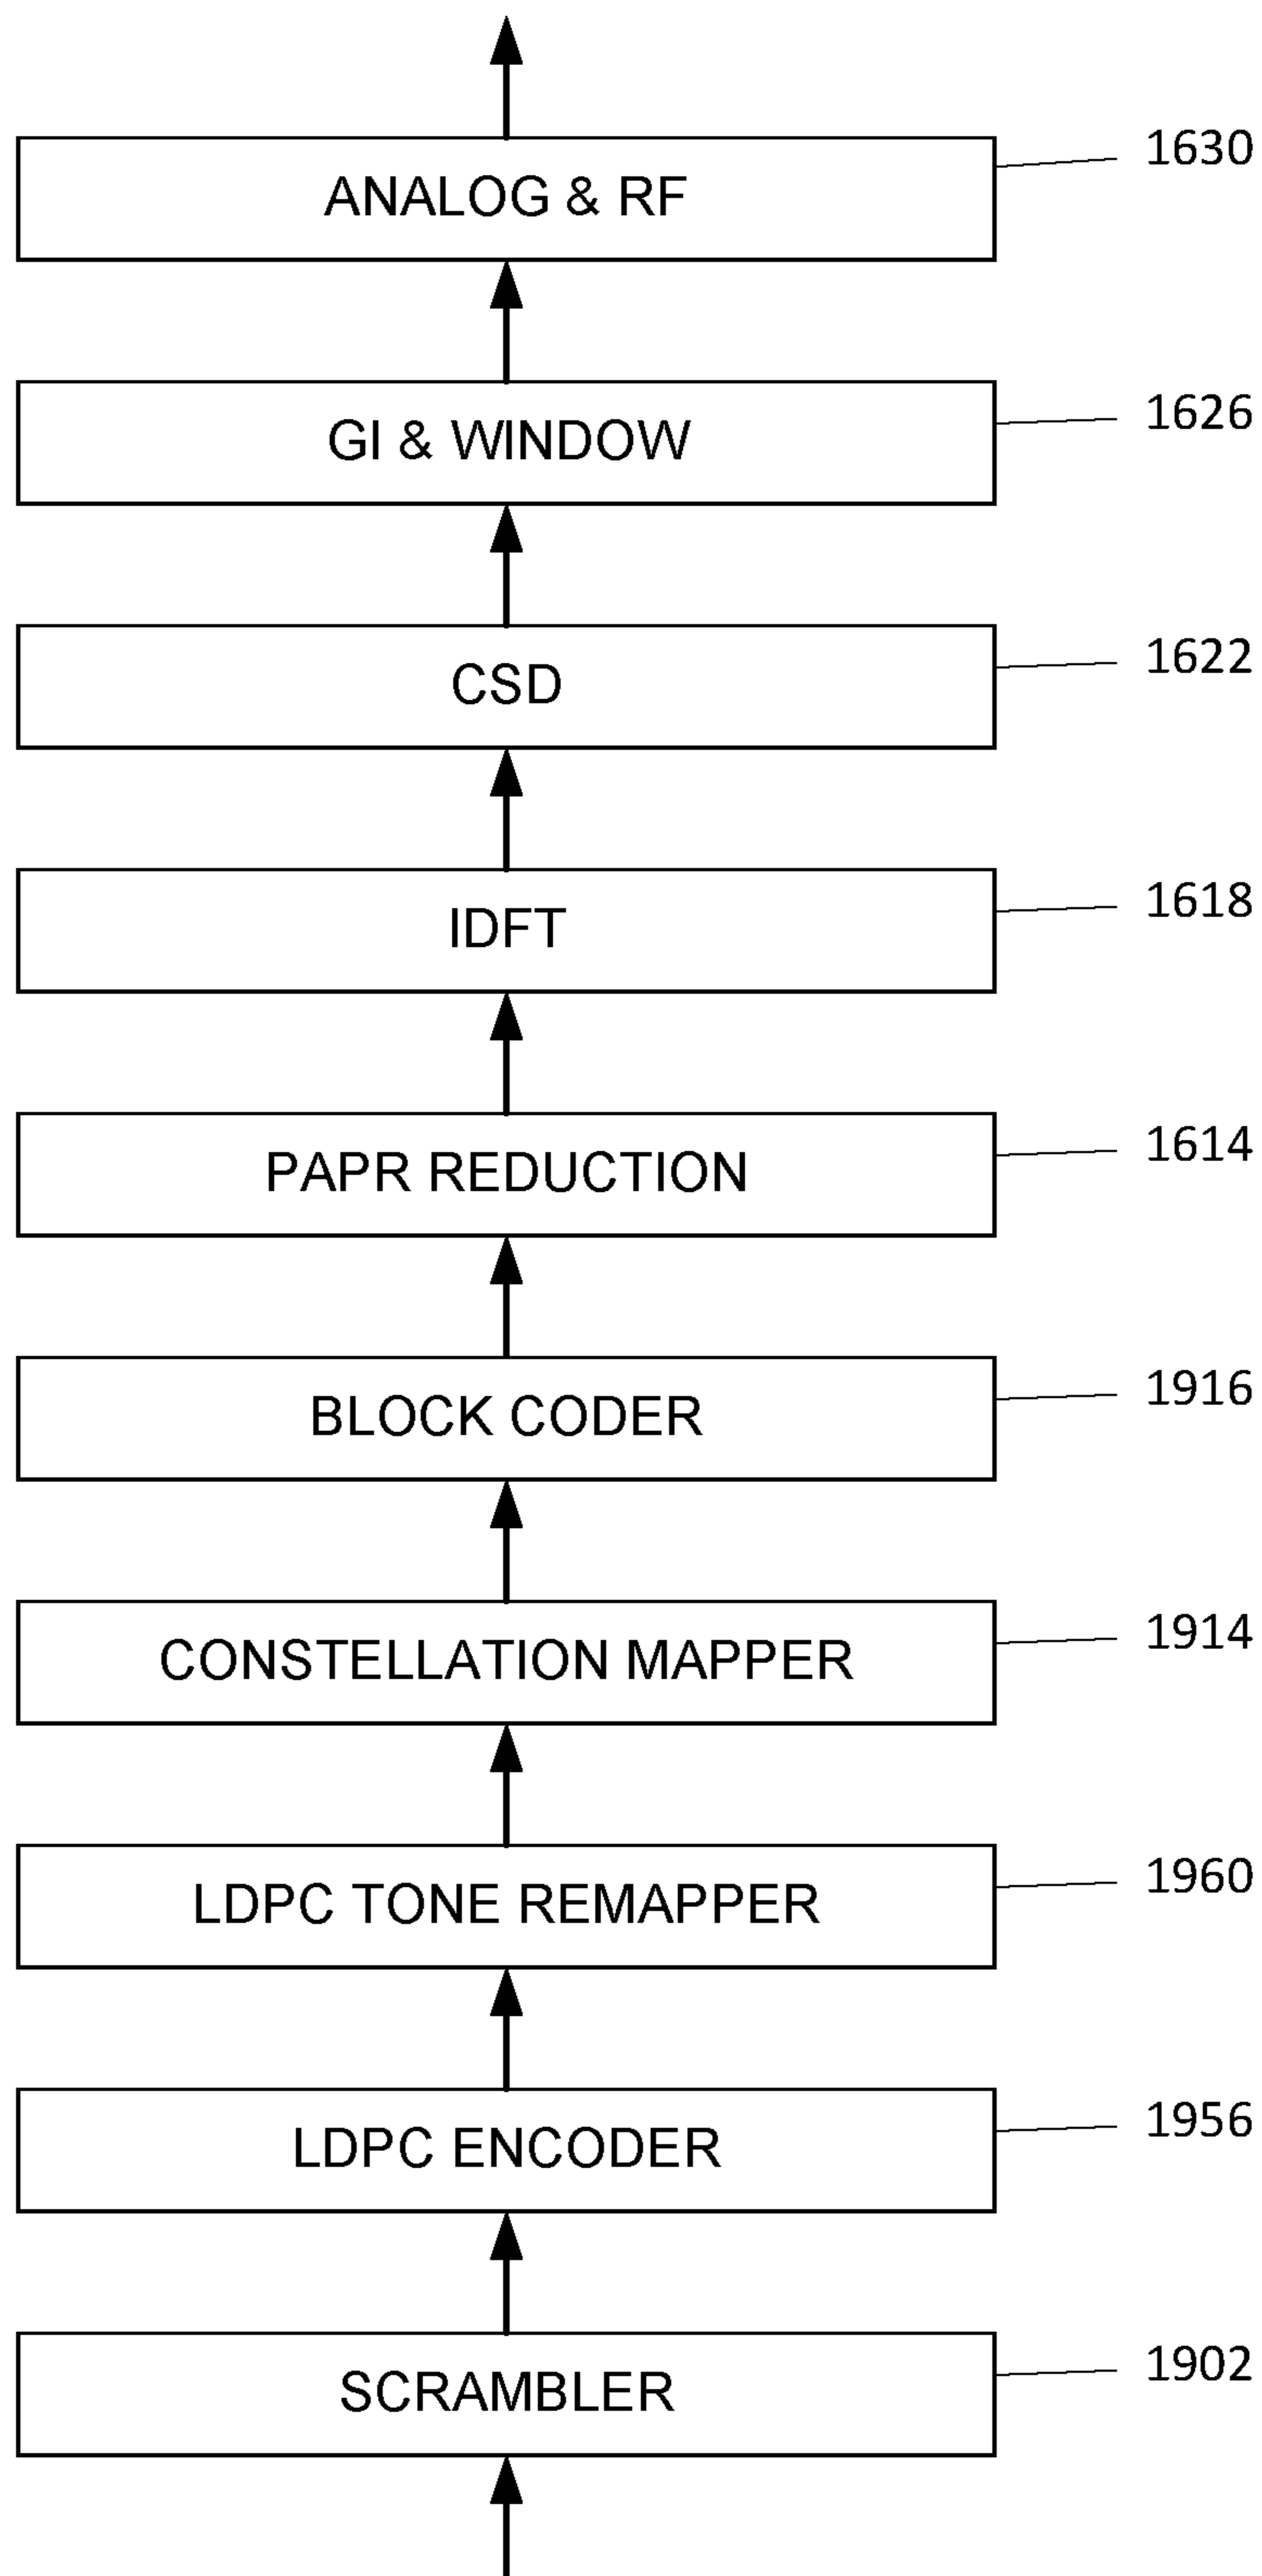 ANALOG & RF 1630
GI & WINDOW 1626
CSD 1622
IDFT 1618
PAPR REDUCTION 1614
BLOCK CODER 1916
CONSTELLATION MAPPER 1914
LDPC TONE REMAPPER 1960
LDPC ENCODER 1956
SCRAMBLER 1902